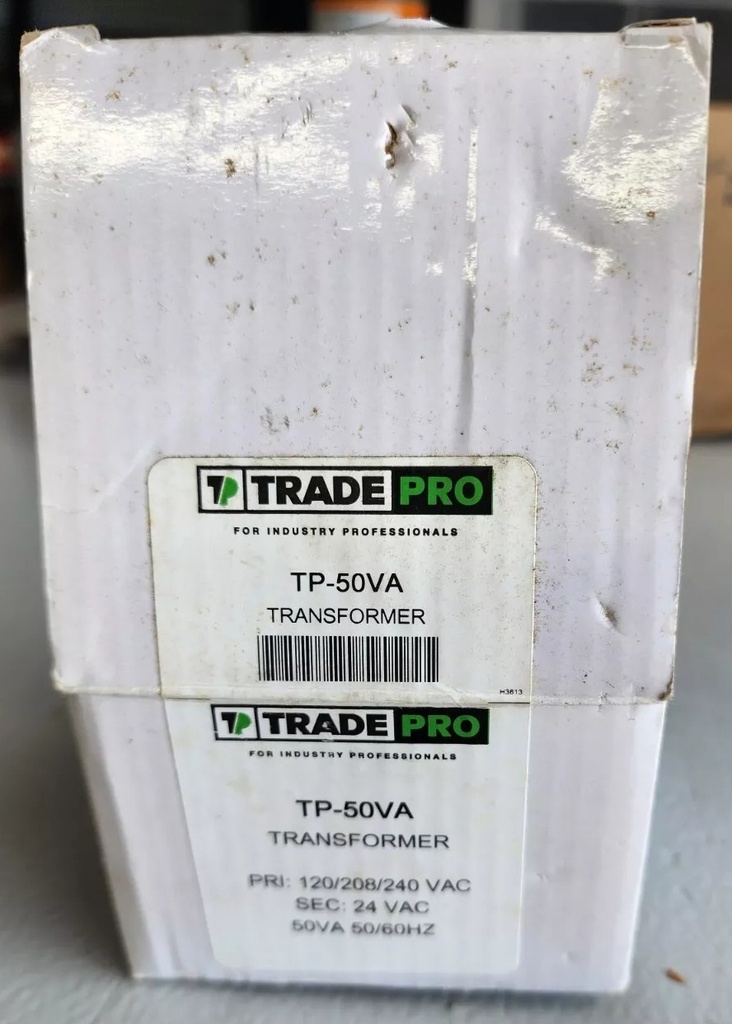 TP TRADE PRO
FOR INDUSTRY PROFESSIONALS
TP-50VA
TRANSFORMER
H3613
TP TRADE PRO
FOR INDUSTRY PROFESSIONALS
TP-50VA
TRANSFORMER
PRI: 120/208/240 VAC
SEC: 24 VAC
50VA 50/60HZ